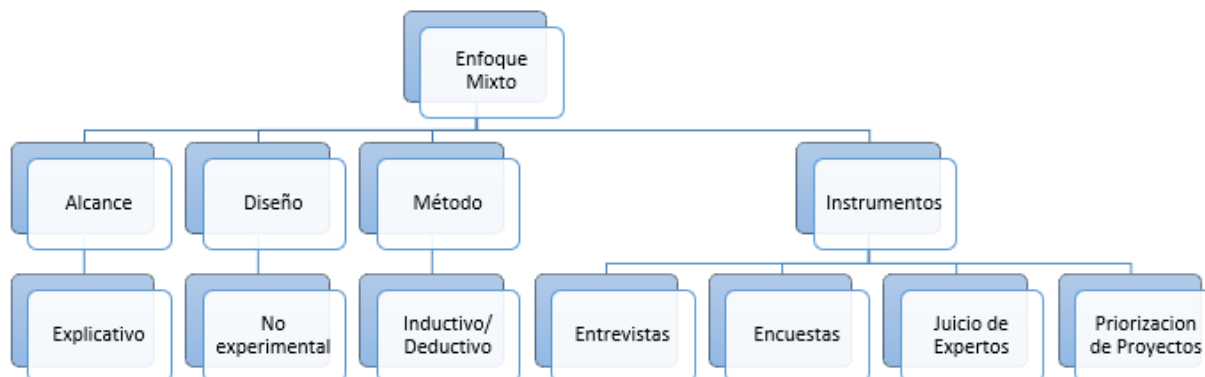 Enfoque
Mixto
Alcance
Diseño
Método
Instrumentos
Explicativo
No
experimental
Inductivo/
Deductivo
Entrevistas
Encuestas
Juicio de
Expertos
Priorizacion
de Proyectos